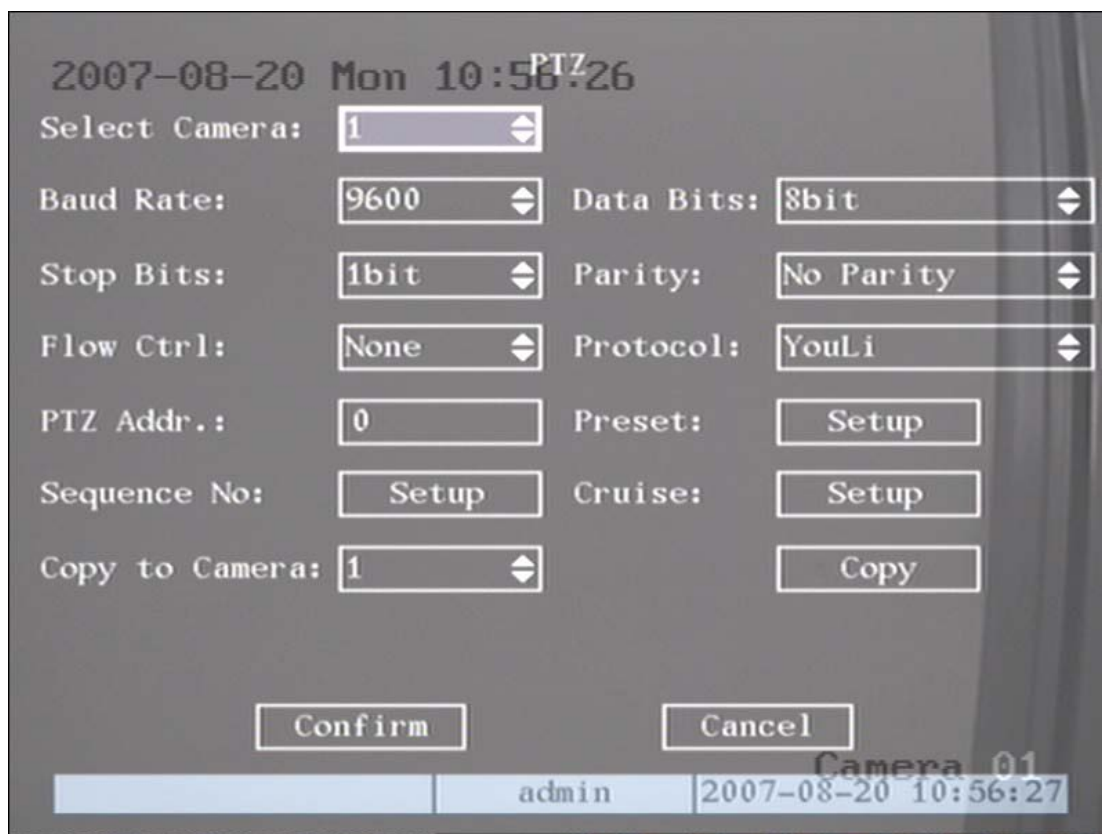 PTZ
2007-08-20 Mon 10:56:26
Select Camera: 1
Baud Rate: 9600 Data Bits: 8bit
Stop Bits: 1bit Parity: No Parity
Flow Ctrl: None Protocol: YouLi
PTZ Addr.: 0 Preset: Setup
Sequence No: Setup Cruise: Setup
Copy to Camera: 1 Copy
Confirm Cancel
Camera 01
admin 2007-08-20 10:56:27